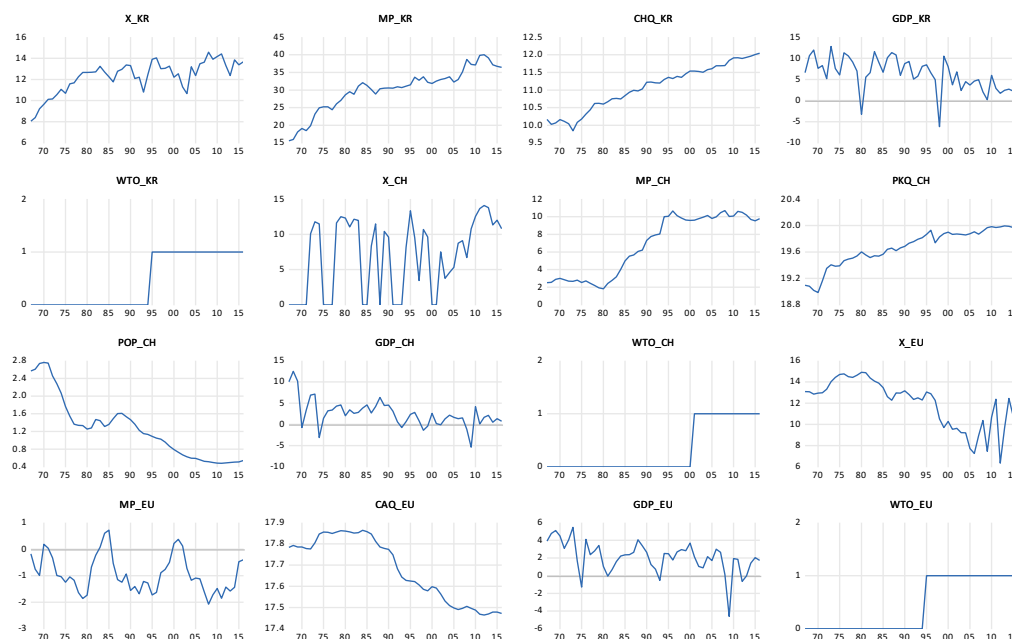 X_KR
16
14
12
10
8
6
70 75 80 85 90 95 00 05 10 15
MP_KR
45
40
35
30
25
20
15
70 75 80 85 90 95 00 05 10 15
CHQ_KR
12.5
12.0
11.5
11.0
10.5
10.0
9.5
70 75 80 85 90 95 00 05 10 15
GDP_KR
15
10
5
0
-5
-10
70 75 80 85 90 95 00 05 10 15
WTO_KR
2
1
0
70 75 80 85 90 95 00 05 10 15
X_CH
15
10
5
0
70 75 80 85 90 95 00 05 10 15
MP_CH
12
10
8
6
4
2
0
70 75 80 85 90 95 00 05 10 15
PKQ_CH
20.4
20.0
19.6
19.2
18.8
70 75 80 85 90 95 00 05 10 15
POP_CH
2.8
2.4
2.0
1.6
1.2
0.8
0.4
70 75 80 85 90 95 00 05 10 15
GDP_CH
15
10
5
0
-5
-10
70 75 80 85 90 95 00 05 10 15
WTO_CH
2
1
0
70 75 80 85 90 95 00 05 10 15
X_EU
16
14
12
10
8
6
70 75 80 85 90 95 00 05 10 15
MP_EU
1
0
-1
-2
-3
70 75 80 85 90 95 00 05 10 15
CAQ_EU
17.9
17.8
17.7
17.6
17.5
17.4
70 75 80 85 90 95 00 05 10 15
GDP_EU
6
4
2
0
-2
-4
-6
70 75 80 85 90 95 00 05 10 15
WTO_EU
2
1
0
70 75 80 85 90 95 00 05 10 15